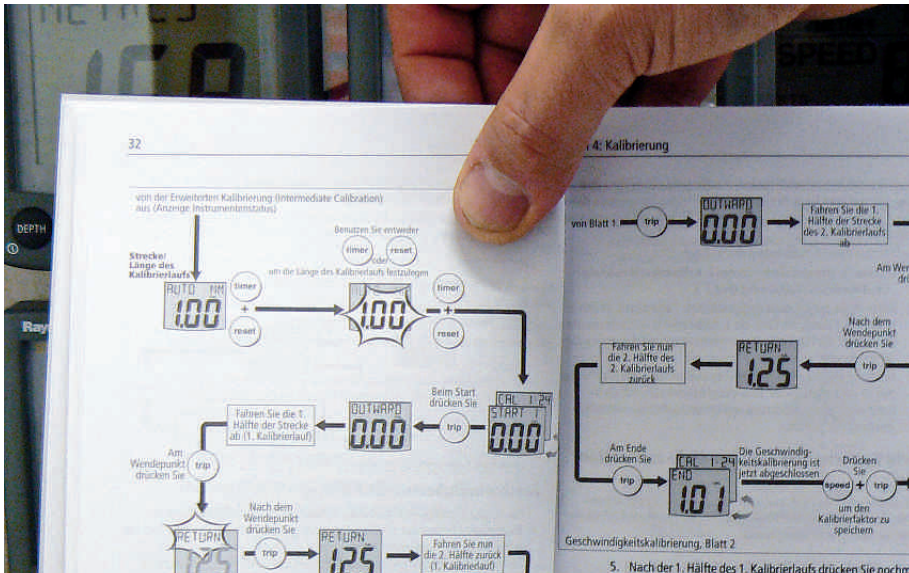 METRES
SPEED
DEPTH
Ray
32
4: Kalibrierung
von der Erweiterten Kalibrierung (Intermediate Calibration)
aus (Anzeige Instrumentenstatus)
Strecke/
Länge des
Kalibrierlaufs
AUTO NM
1.00
timer
+
reset
Benutzen Sie entweder
timer
oder
reset
um die Länge des Kalibrierlaufs festzulegen
1.00
timer
+
reset
CAL 1.24
START 1
0.00
Beim Start
drücken Sie
trip
OUTWARD
0.00
Fahren Sie die 1.
Hälfte der Strecke
ab (1. Kalibrierlauf)
Am
Wendepunkt
drücken Sie
trip
RETURN
1.25
Nach dem
Wendepunkt
drücken Sie
trip
RETURN
1.25
Fahren Sie nun
die 2. Hälfte zurück
(1. Kalibrierlauf)
von Blatt 1
trip
OUTWARD
0.00
Fahren Sie die 1.
Hälfte der Strecke
des 2. Kalibrierlaufs
ab
Nach dem
Wendepunkt
drücken Sie
trip
RETURN
1.25
Fahren Sie nun
die 2. Hälfte des
2. Kalibrierlaufs
zurück
Am Ende
drücken Sie
trip
CAL 1.24
END
1.01
Die Geschwindig-
keitskalibrierung ist
jetzt abgeschlossen
Drücken
Sie
speed + trip
um den
Kalibrierfaktor zu
speichern
Geschwindigkeitskalibrierung, Blatt 2
5. Nach der 1. Hälfte des 1. Kalibrierlaufs drücken Sie